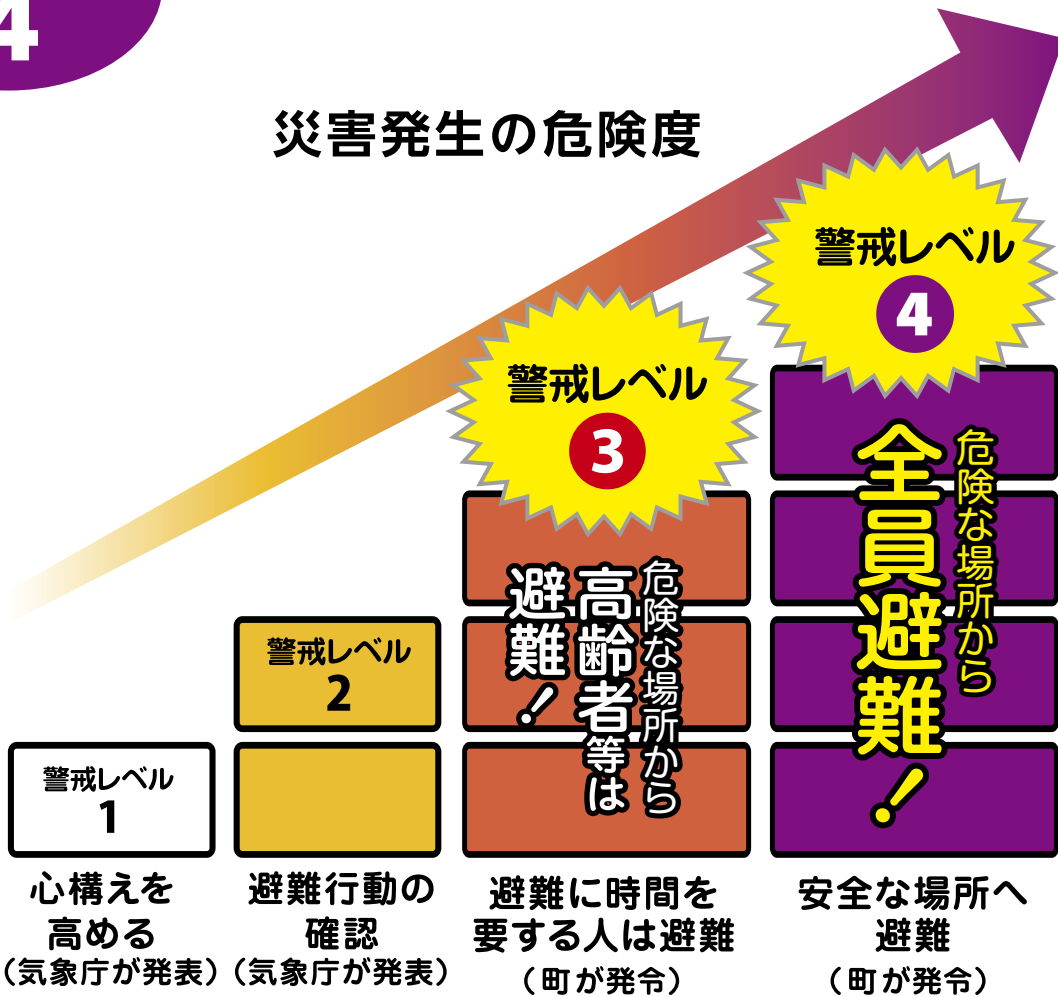 4
災害発生の危険度
警戒レベル
1
心構えを
高める
（気象庁が発表）
警戒レベル
2
避難行動の
確認
（気象庁が発表）
警戒レベル
3
危険な場所から
高齢者等は
避難！
避難に時間を
要する人は避難
（町が発令）
警戒レベル
4
危険な場所から
全員避難！
安全な場所へ
避難
（町が発令）